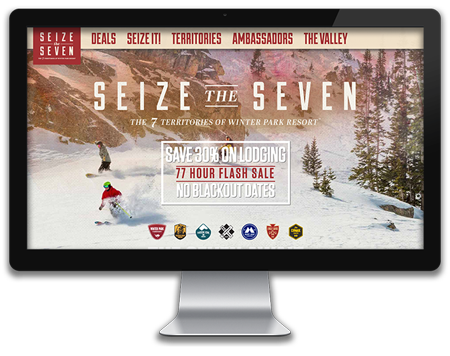 SEIZE
the
SEVEN
DEALS SEIZE IT! TERRITORIES AMBASSADORS THE VALLEY
SEIZE THE SEVEN
THE 7 TERRITORIES OF WINTER PARK RESORT
SAVE 30% ON LODGING
77 HOUR FLASH SALE
NO BLACKOUT DATES